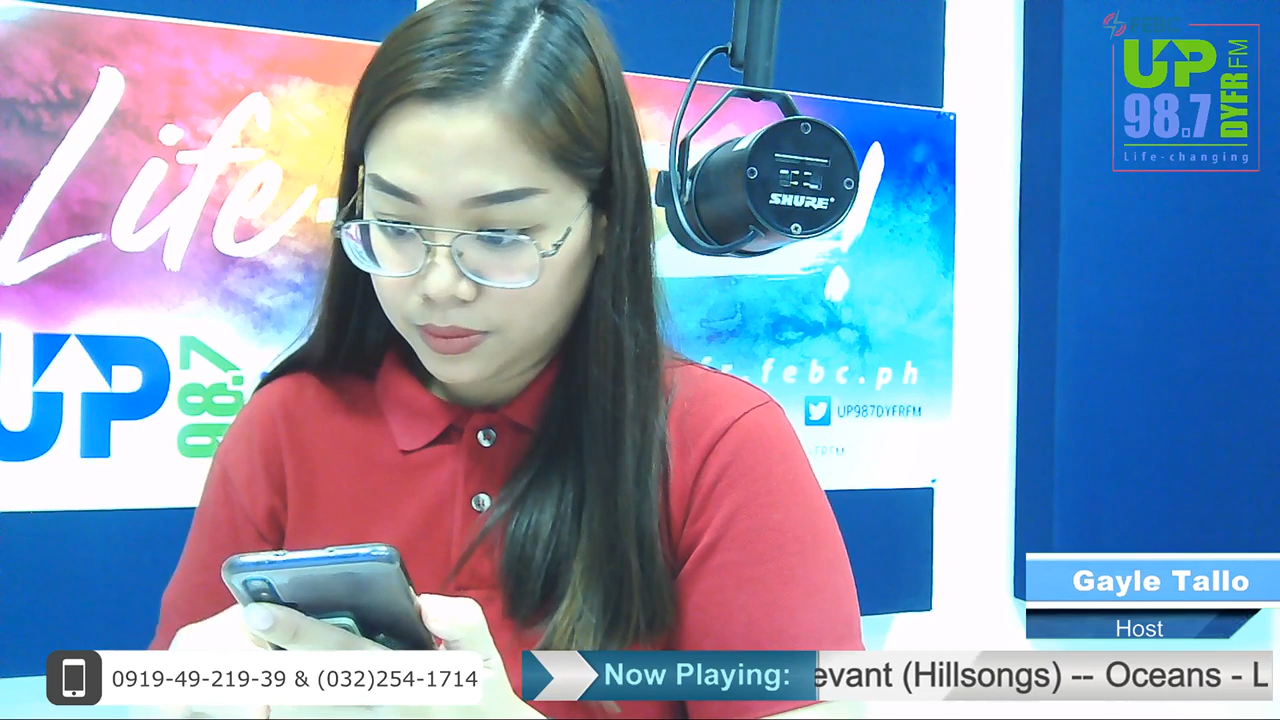 FEBC
UP
98.7
DYFR FM
Life-changing
Life.
SHURE
UP
98.7
fr.febc.ph
UP987DYFRFM
Gayle Tallo
Host
0919-49-219-39 & (032)254-1714
Now Playing:
(Hillsongs) -- Oceans - L